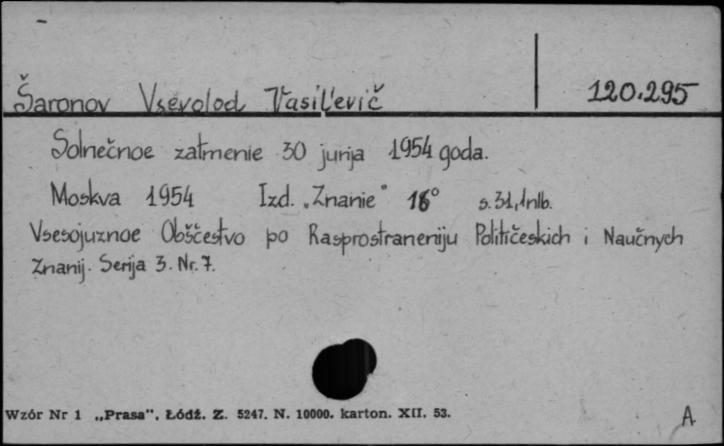 Šaronov Vsevolod Vasil'evič 120.295
Solnečnoe zatmenie 30 junja 1954 goda.
Moskva 1954 Izd. „Znanie" 16° s. 31, 1nlb.
Vsesojuznoe Obščestvo po Rasprostraneniju Političeskich i Naučnych
Znanij. Serija 3. Nr. 7.
Wzór Nr 1 „Prasa". Łódź. Z. 5247. N. 10000. karton. XII. 53.
A